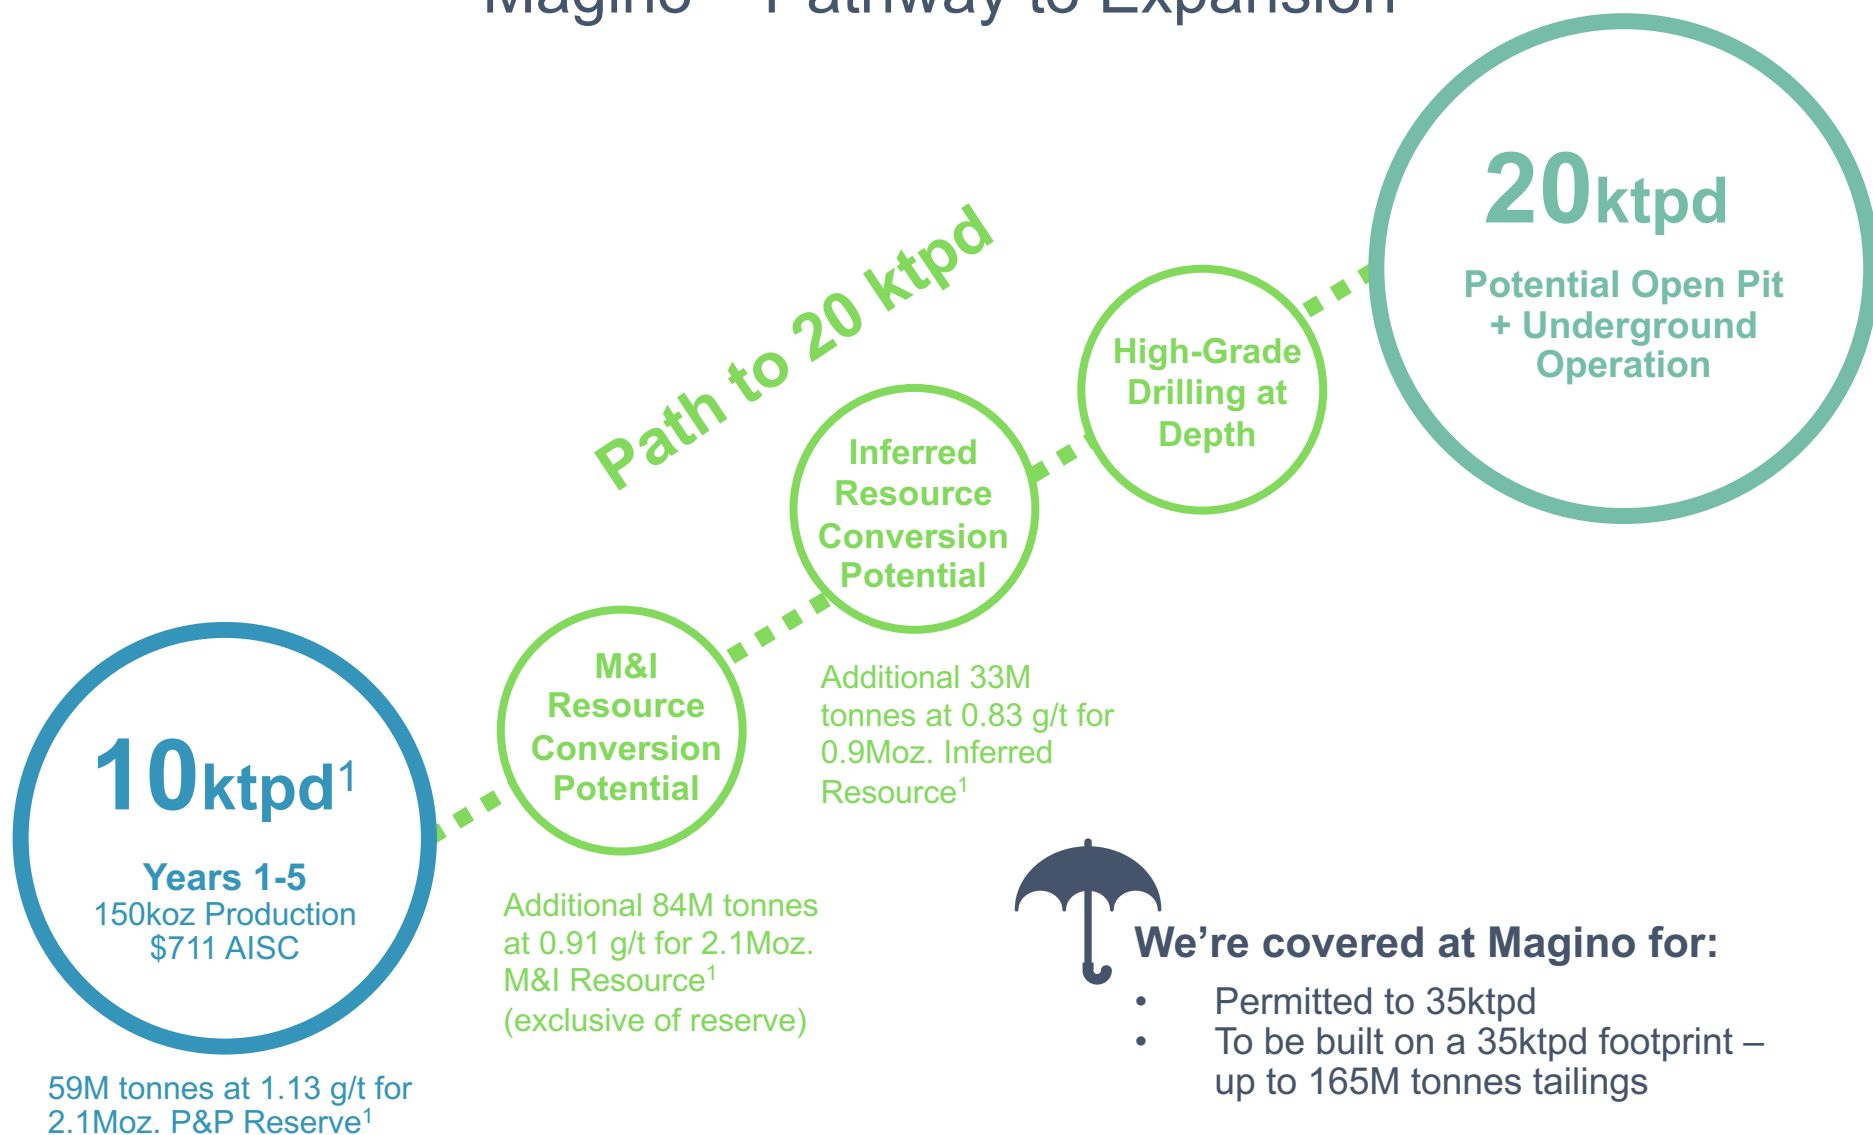 Magino – Pathway to Expansion
20ktpd
Potential Open Pit
+ Underground
Operation
Path to 20 ktpd
High-Grade
Drilling at
Depth
Inferred
Resource
Conversion
Potential
Additional 33M
tonnes at 0.83 g/t for
0.9Moz. Inferred
Resource¹
M&I
Resource
Conversion
Potential
Additional 84M tonnes
at 0.91 g/t for 2.1Moz.
M&I Resource¹
(exclusive of reserve)
10ktpd¹
Years 1-5
150koz Production
$711 AISC
59M tonnes at 1.13 g/t for
2.1Moz. P&P Reserve¹
We’re covered at Magino for:
• Permitted to 35ktpd
• To be built on a 35ktpd footprint –
up to 165M tonnes tailings